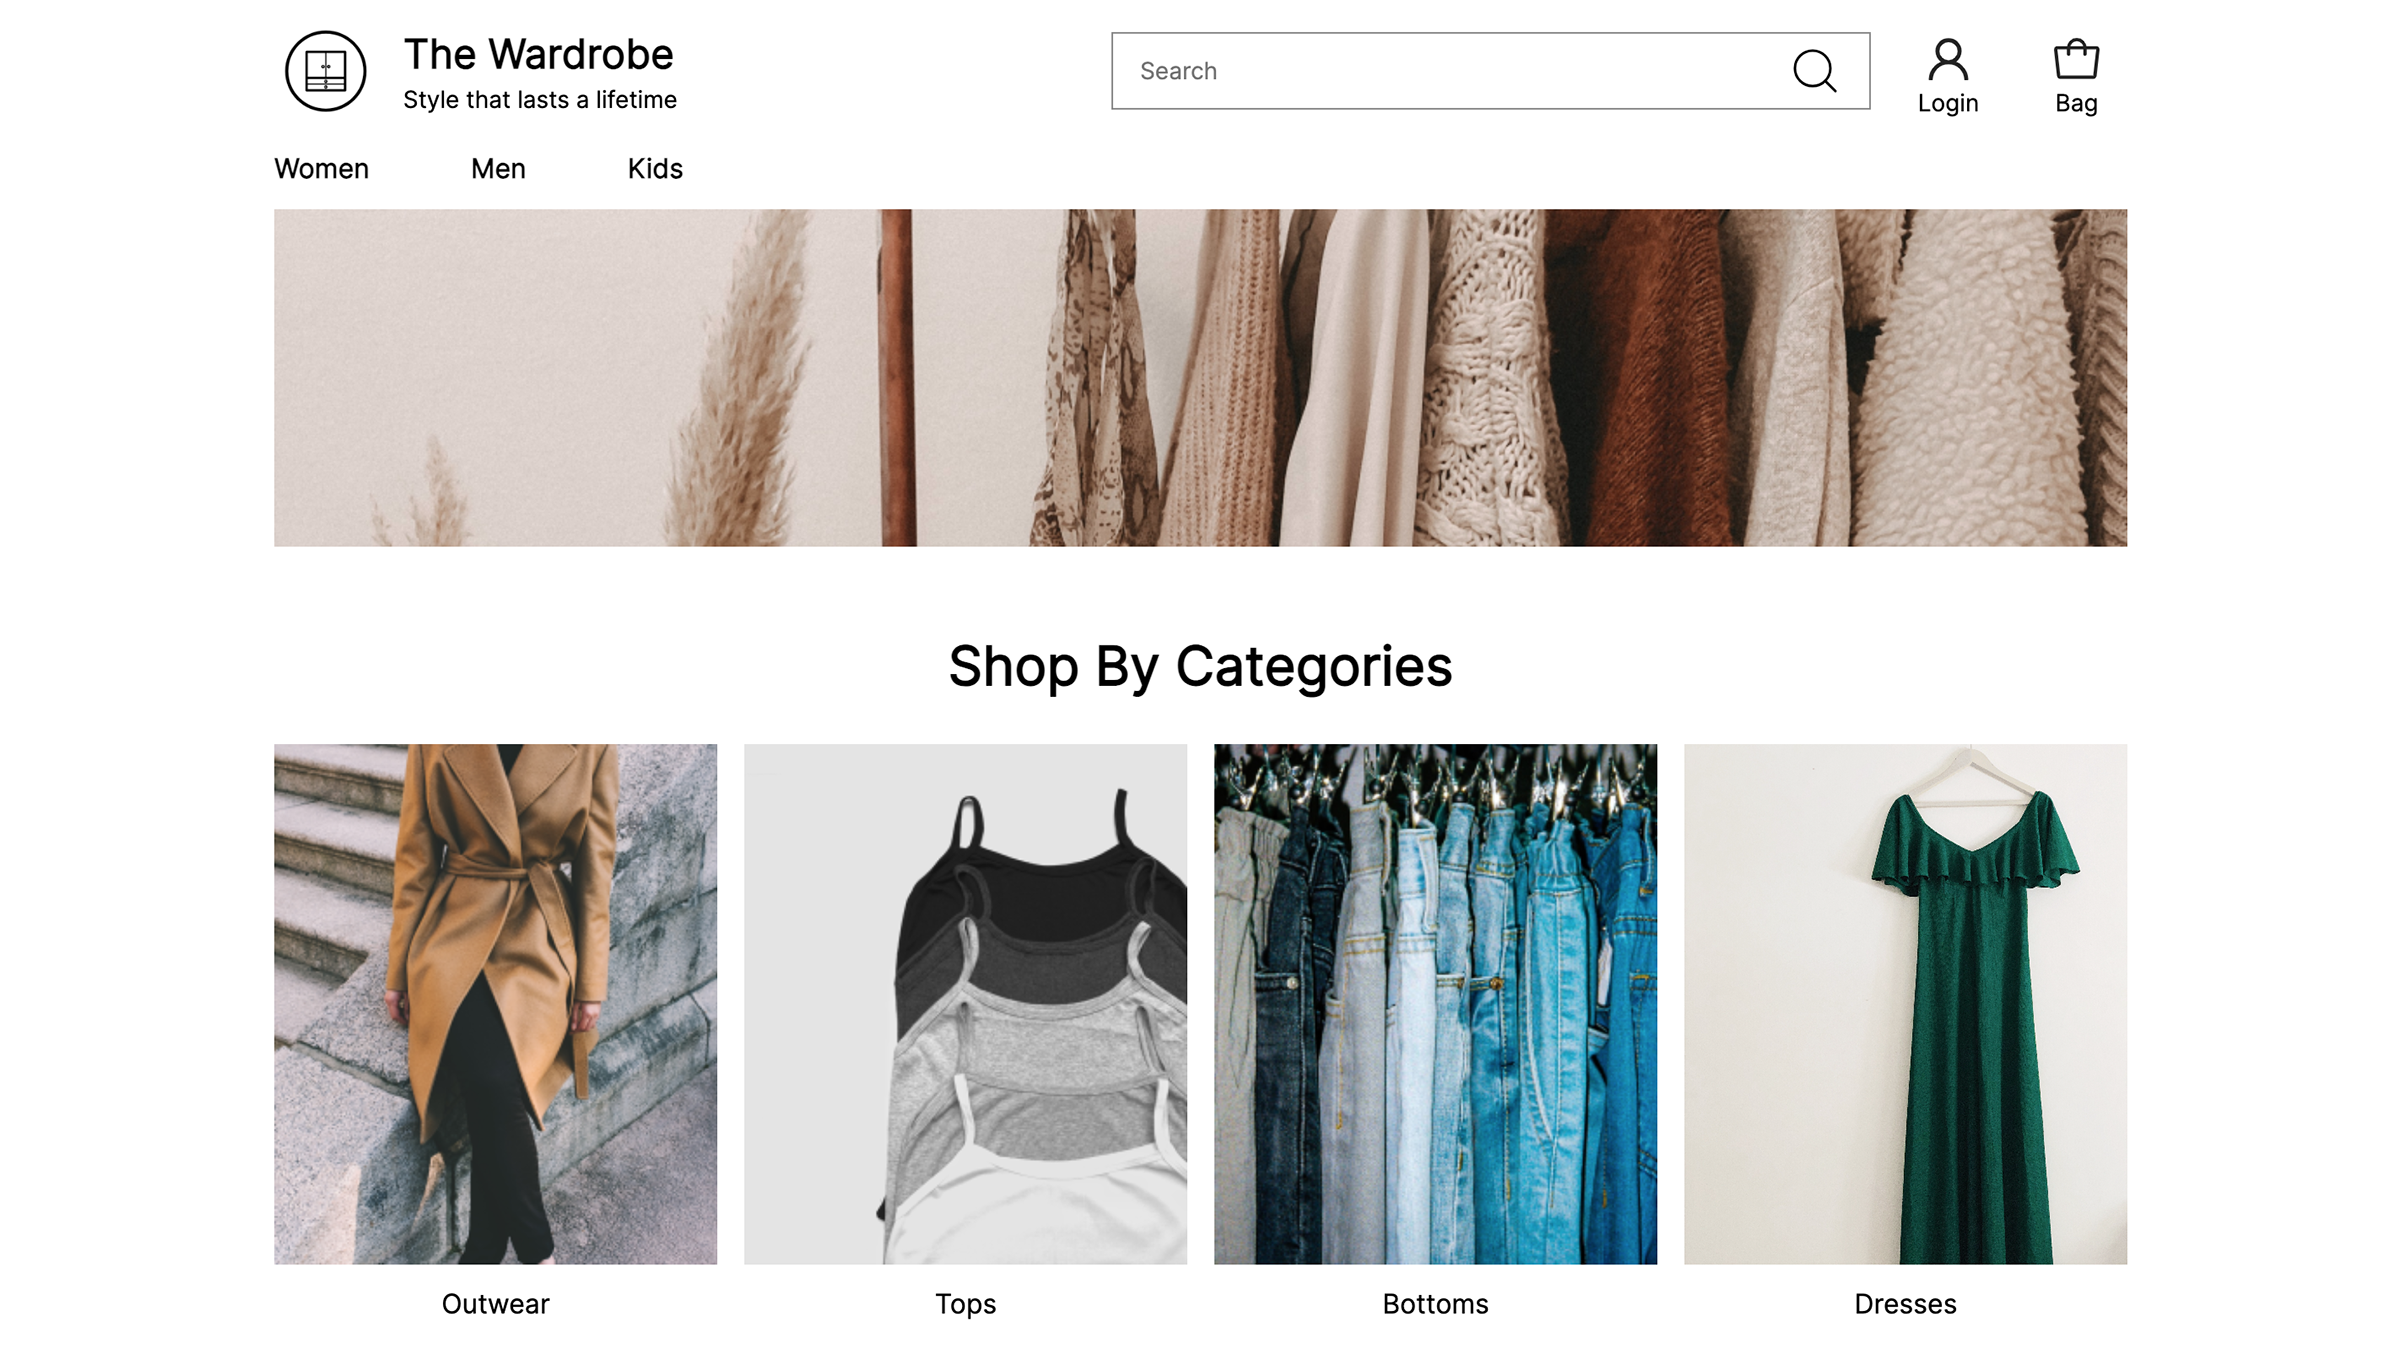 The Wardrobe
Style that lasts a lifetime
Search
Login
Bag
Women
Men
Kids
Shop By Categories
Outwear
Tops
Bottoms
Dresses